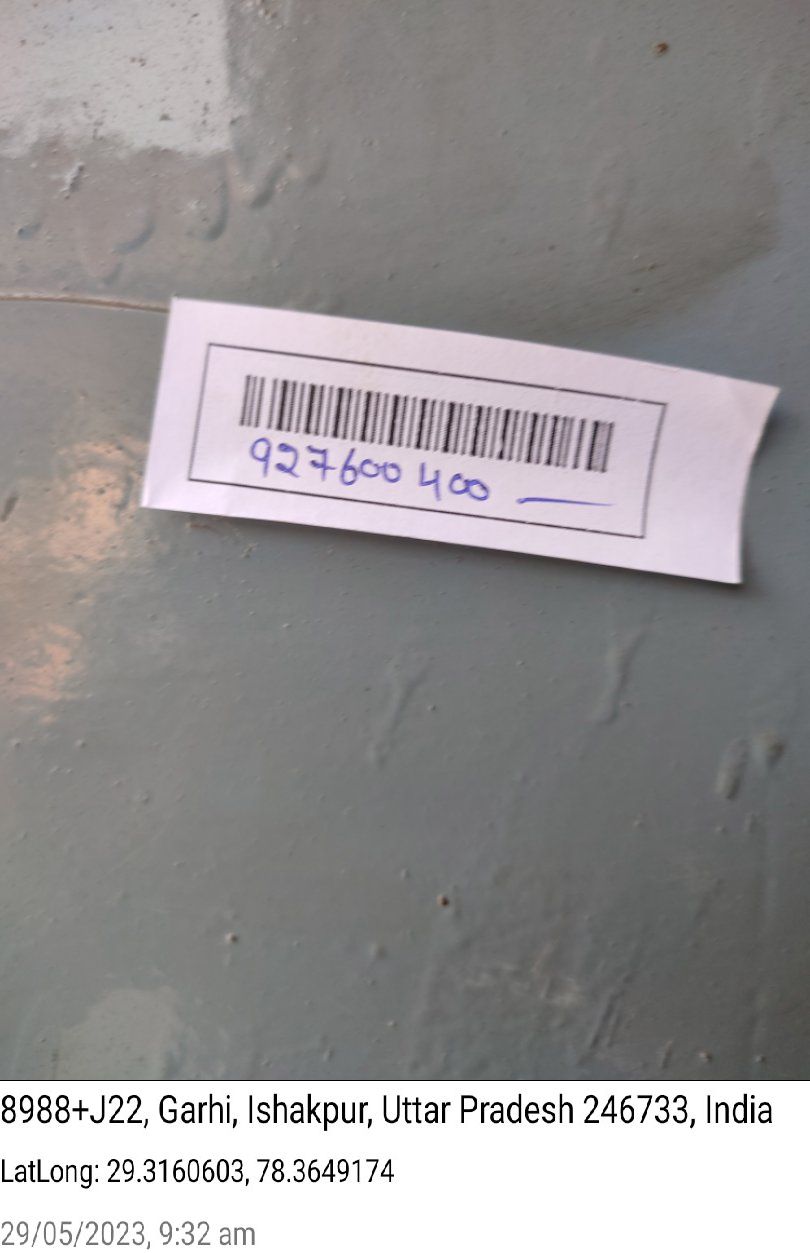 927600400 —
8988+J22, Garhi, Ishakpur, Uttar Pradesh 246733, India
LatLong: 29.3160603, 78.3649174
29/05/2023, 9:32 am